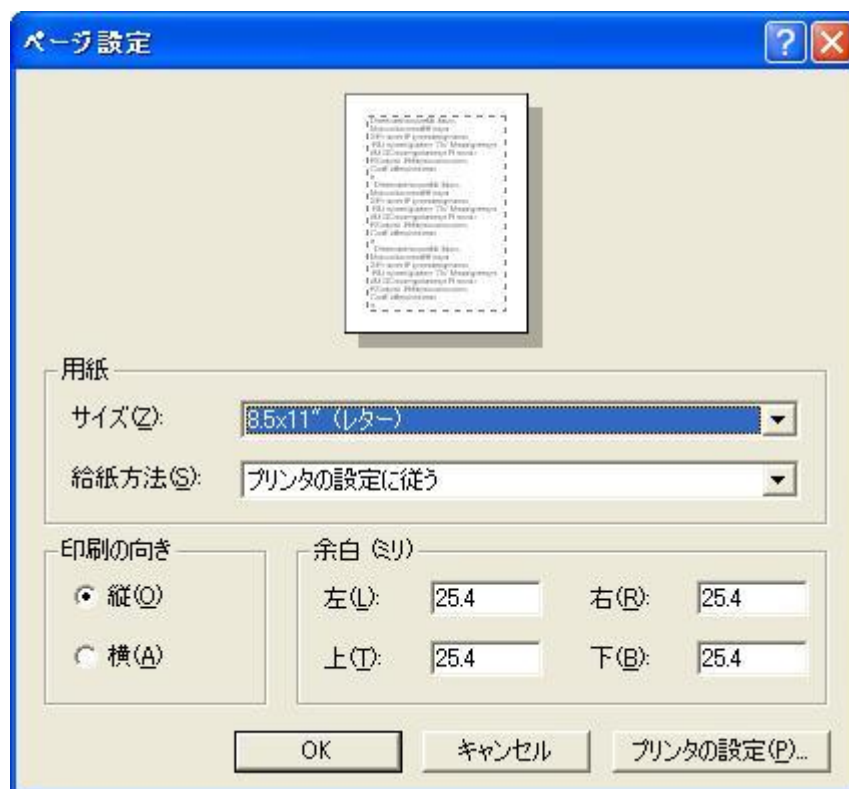 ページ設定
用紙
サイズ(Z):
8.5x11" (レター)
給紙方法(S):
プリンタの設定に従う
印刷の向き
縦(O)
横(A)
余白 (ミリ)
左(L): 25.4 右(R): 25.4
上(T): 25.4 下(B): 25.4
OK キャンセル プリンタの設定(P)...